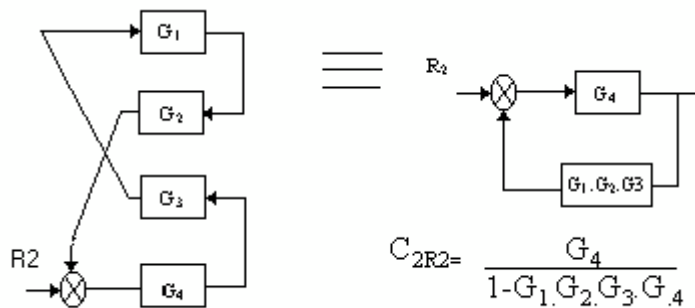 G₁
G₂
G₃
R2
G₄
R₂
G₄
G₁.G₂.G3
C₂R₂= G₄
1-G₁.G₂.G₃.G.₄